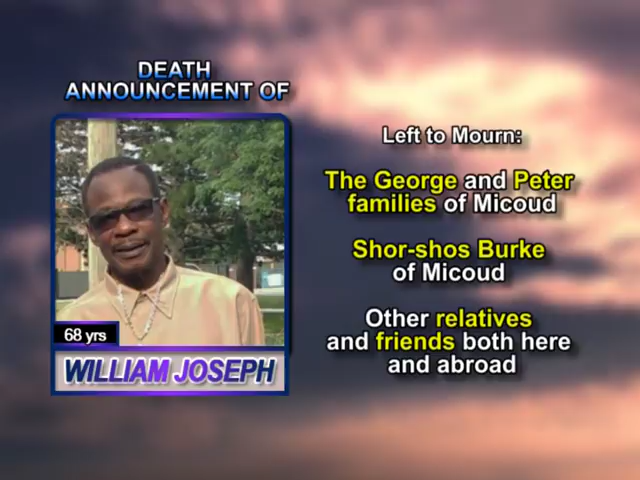 DEATH
ANNOUNCEMENT OF
68 yrs
WILLIAM JOSEPH
Left to Mourn:
The George and Peter
families of Micoud
Shor-shos Burke
of Micoud
Other relatives
and friends both here
and abroad